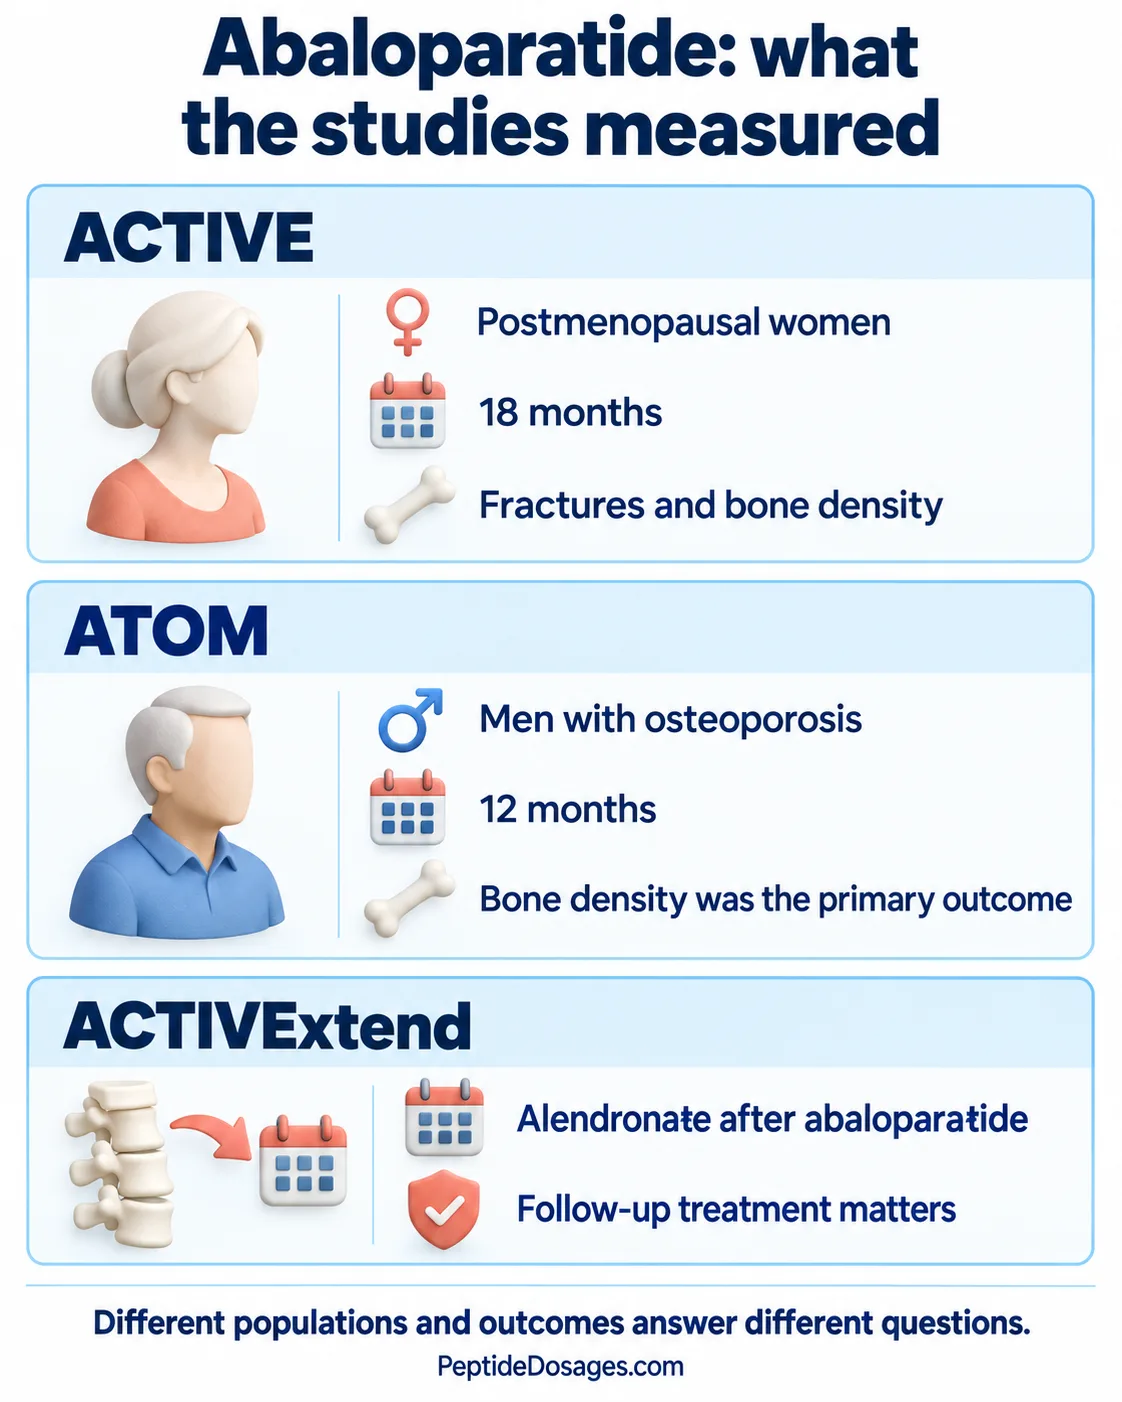 Abaloparatide: what
the studies measured
ACTIVE
Postmenopausal women
18 months
Fractures and bone density
ATOM
Men with osteoporosis
12 months
Bone density was the primary outcome
ACTIVExtend
Alendronate after abaloparatide
Follow-up treatment matters
Different populations and outcomes answer different questions.
PeptideDosages.com